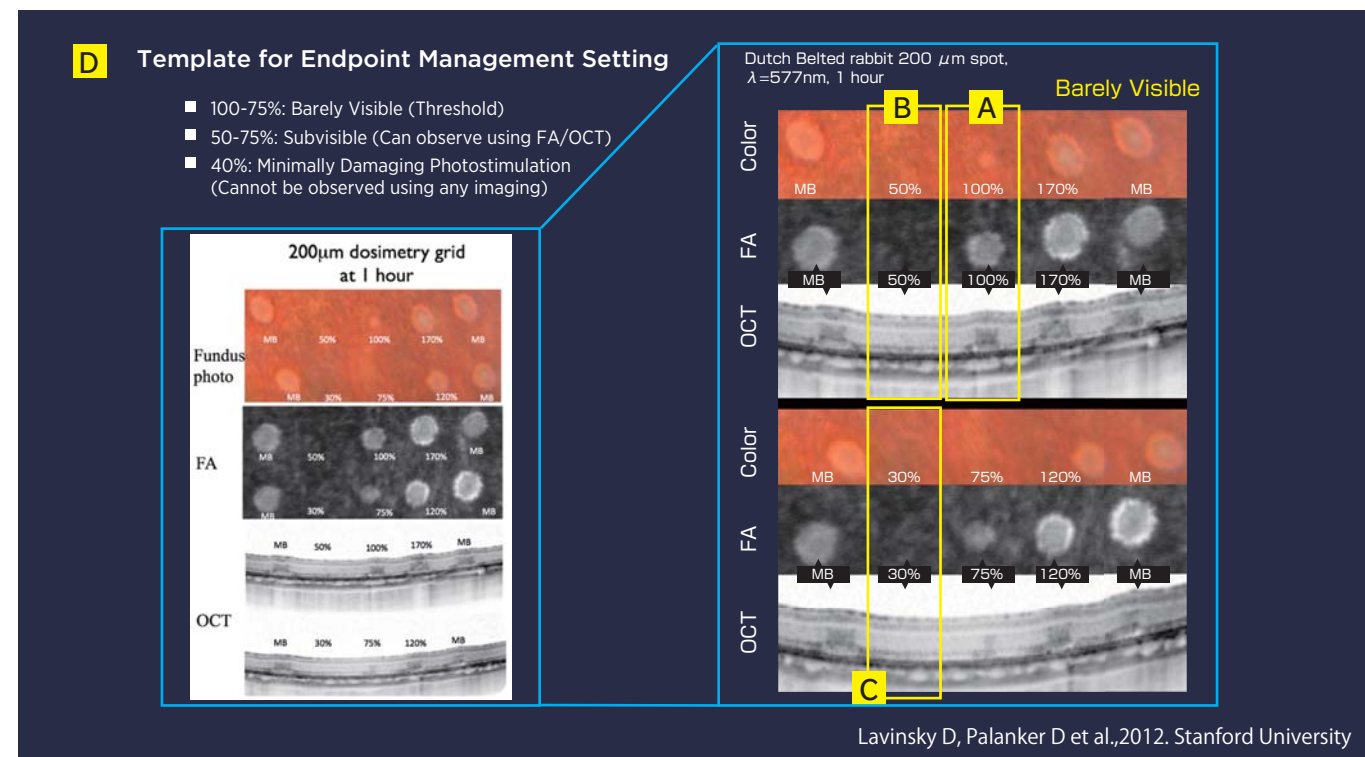 D
Template for Endpoint Management Setting
■ 100-75%: Barely Visible (Threshold)
■ 50-75%: Subvisible (Can observe using FA/OCT)
■ 40%: Minimally Damaging Photostimulation
(Cannot be observed using any imaging)
200μm dosimetry grid
at 1 hour
MB 50% 100% 170% MB
Fundus
photo
MB 30% 75% 120% MB
FA
MB 50% 100% 170% MB
MB 30% 75% 120% MB
MB 50% 100% 170% MB
OCT
MB 30% 75% 120% MB
Dutch Belted rabbit 200 μm spot,
λ=577nm, 1 hour
Barely Visible
B A
Color
MB 50% 100% 170% MB
FA
MB 50% 100% 170% MB
OCT
Color
MB 30% 75% 120% MB
FA
MB 30% 75% 120% MB
OCT
C
Lavinsky D, Palanker D et al.,2012. Stanford University